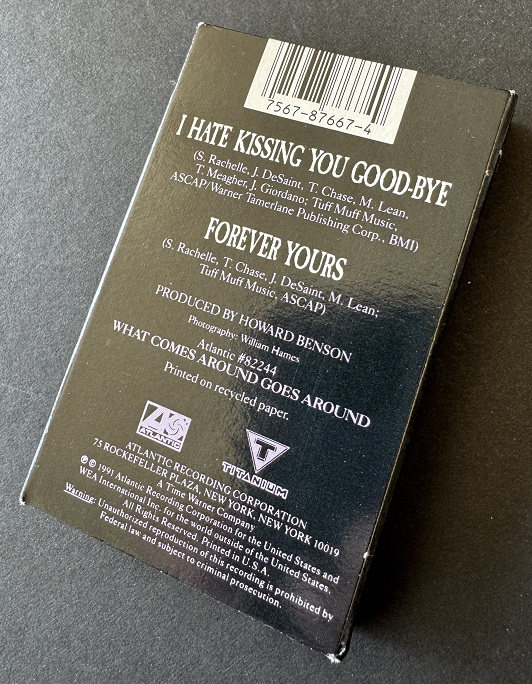 7567-87667-4
I HATE KISSING YOU GOOD-BYE
(S. Rachelle, J. DeSaint, T. Chase, M. Lean,
T. Meagher, J. Giordano; Tuff Muff Music,
ASCAP/Warner Tamerlane Publishing Corp., BMI)
FOREVER YOURS
(S. Rachelle, T. Chase, J. DeSaint, M. Lean;
Tuff Muff Music, ASCAP)
PRODUCED BY HOWARD BENSON
Photography: William Hames
Atlantic #82244
WHAT COMES AROUND GOES AROUND
Printed on recycled paper.
ATLANTIC
T
TITANIUM
ATLANTIC RECORDING CORPORATION
75 ROCKEFELLER PLAZA, NEW YORK, NEW YORK 10019
A Time Warner Company
℗ © 1991 Atlantic Recording Corporation for the United States and
WEA International Inc. for the world outside of the United States.
All Rights Reserved. Printed in U.S.A.
Warning: Unauthorized reproduction of this recording is prohibited by
Federal law and subject to criminal prosecution.